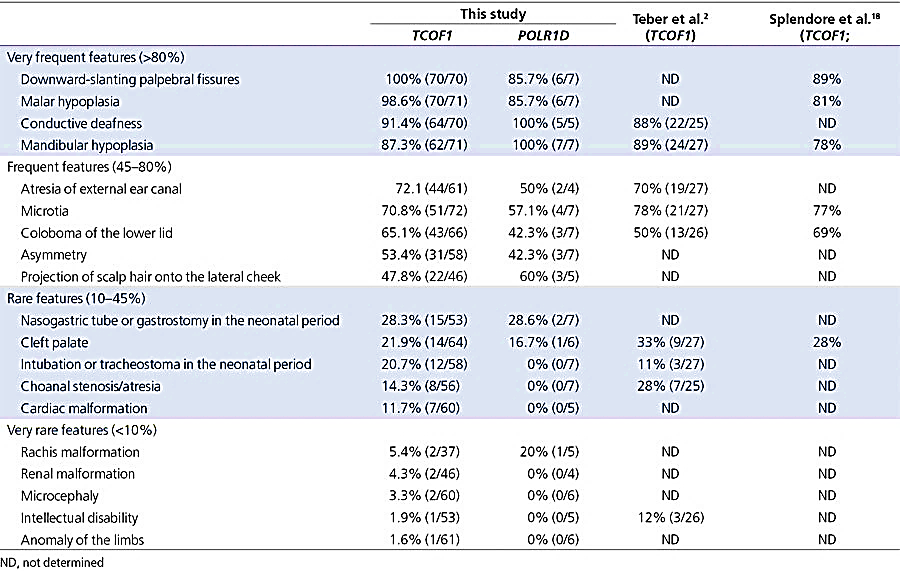 This study Teber et al.2 Splendore et al.18
TCOF1 POLR1D (TCOF1) (TCOF1;
Very frequent features (>80%)
Downward-slanting palpebral fissures 100% (70/70) 85.7% (6/7) ND 89%
Malar hypoplasia 98.6% (70/71) 85.7% (6/7) ND 81%
Conductive deafness 91.4% (64/70) 100% (5/5) 88% (22/25) ND
Mandibular hypoplasia 87.3% (62/71) 100% (7/7) 89% (24/27) 78%
Frequent features (45–80%)
Atresia of external ear canal 72.1 (44/61) 50% (2/4) 70% (19/27) ND
Microtia 70.8% (51/72) 57.1% (4/7) 78% (21/27) 77%
Coloboma of the lower lid 65.1% (43/66) 42.3% (3/7) 50% (13/26) 69%
Asymmetry 53.4% (31/58) 42.3% (3/7) ND ND
Projection of scalp hair onto the lateral cheek 47.8% (22/46) 60% (3/5) ND ND
Rare features (10–45%)
Nasogastric tube or gastrostomy in the neonatal period 28.3% (15/53) 28.6% (2/7) ND ND
Cleft palate 21.9% (14/64) 16.7% (1/6) 33% (9/27) 28%
Intubation or tracheostoma in the neonatal period 20.7% (12/58) 0% (0/7) 11% (3/27) ND
Choanal stenosis/atresia 14.3% (8/56) 0% (0/7) 28% (7/25) ND
Cardiac malformation 11.7% (7/60) 0% (0/5) ND ND
Very rare features (<10%)
Rachis malformation 5.4% (2/37) 20% (1/5) ND ND
Renal malformation 4.3% (2/46) 0% (0/4) ND ND
Microcephaly 3.3% (2/60) 0% (0/6) ND ND
Intellectual disability 1.9% (1/53) 0% (0/5) 12% (3/26) ND
Anomaly of the limbs 1.6% (1/61) 0% (0/6) ND ND
ND, not determined